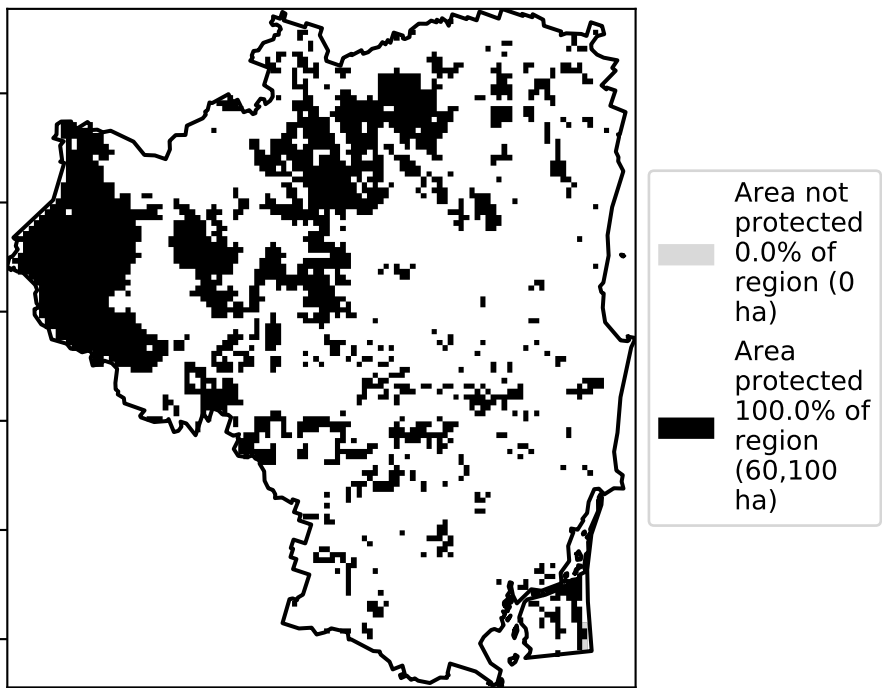 Area not
protected
0.0% of
region (0
ha)
Area
protected
100.0% of
region
(60,100
ha)